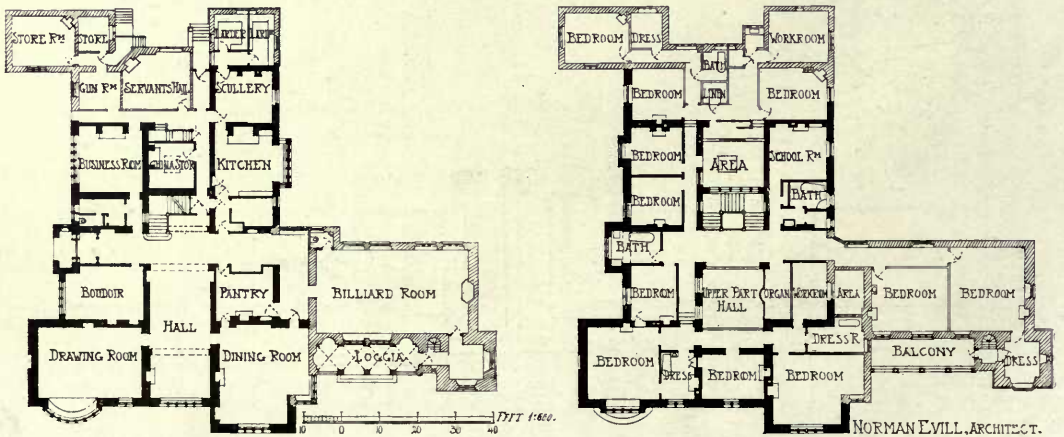 STORE RM
STORE
LARDER
LARDER
GUN RM
SERVANTS HALL
SCULLERY
BUSINESS ROOM
CHINA STOR
KITCHEN
BOUDOIR
PANTRY
BILLIARD ROOM
HALL
DRAWING ROOM
DINING ROOM
LOGGIA
10 0 10 20 30 40
BEDROOM
DRESS
BATH
WORKROOM
BEDROOM
LINEN
BEDROOM
BEDROOM
AREA
SCHOOL RM
BEDROOM
BATH
BATH
BEDROOM
UPPER PART
HALL
ORGAN
AREA
BEDROOM
BEDROOM
DRESS R.
BEDROOM
DRESS
BEDROOM
BEDROOM
BALCONY
DRESS
NORMAN EVILL, ARCHITECT.